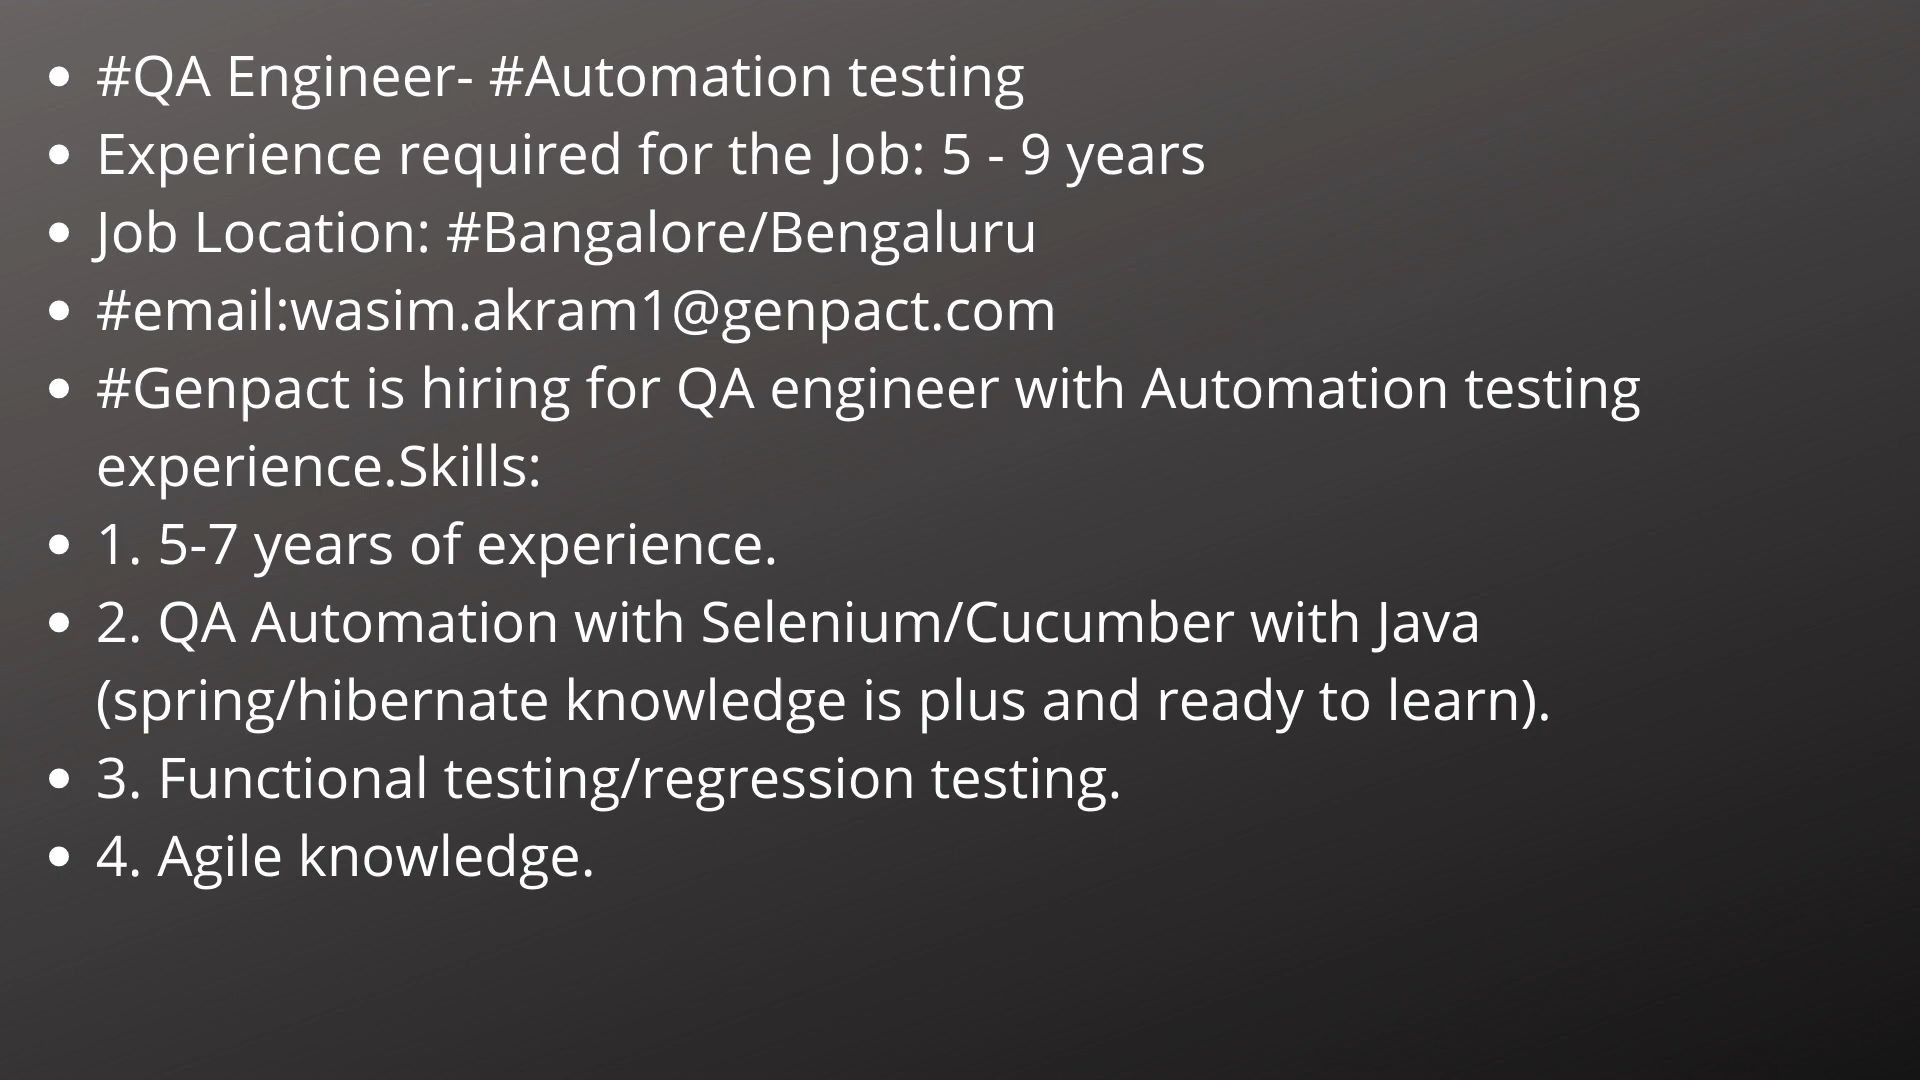 • #QA Engineer- #Automation testing
• Experience required for the Job: 5 - 9 years
• Job Location: #Bangalore/Bengaluru
• #email:wasim.akram1@genpact.com
• #Genpact is hiring for QA engineer with Automation testing
experience.Skills:
• 1. 5-7 years of experience.
• 2. QA Automation with Selenium/Cucumber with Java
(spring/hibernate knowledge is plus and ready to learn).
• 3. Functional testing/regression testing.
• 4. Agile knowledge.